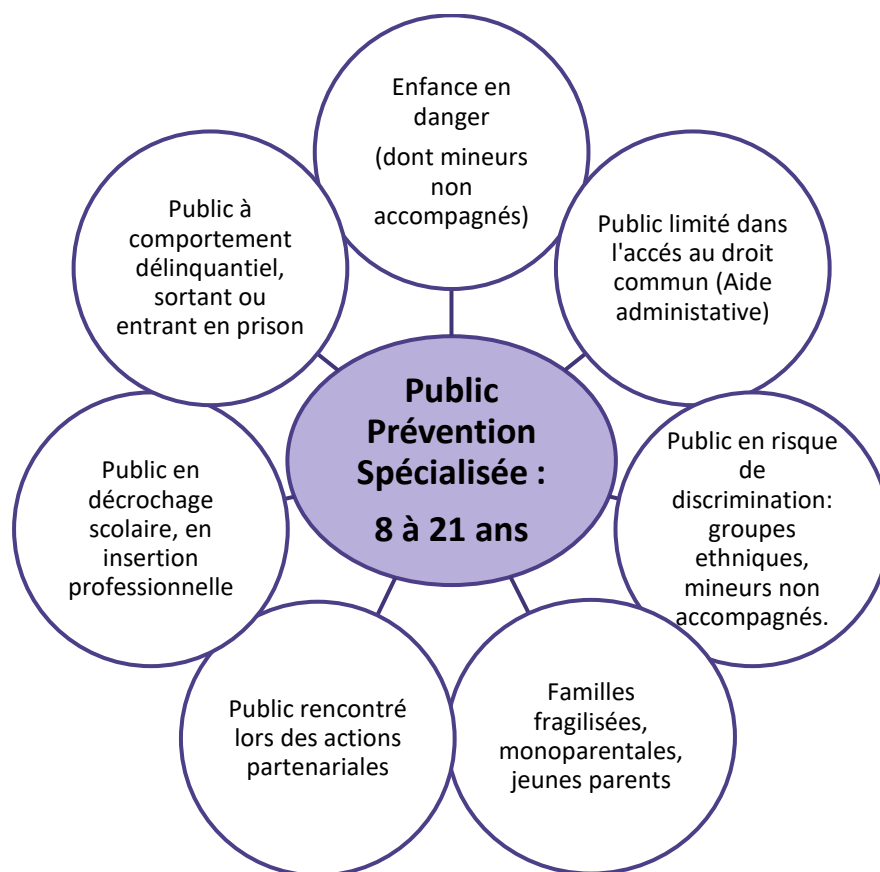 Enfance en
danger
(dont mineurs
non
accompagnés)
Public limité dans
l'accés au droit
commun (Aide
administative)
Public en risque
de
discrimination:
groupes
ethniques,
mineurs non
accompagnés.
Familles
fragilisées,
monoparentales,
jeunes parents
Public rencontré
lors des actions
partenariales
Public en
décrochage
scolaire, en
insertion
professionnelle
Public à
comportement
délinquantiel,
sortant ou
entrant en prison
Public
Prévention
Spécialisée :
8 à 21 ans